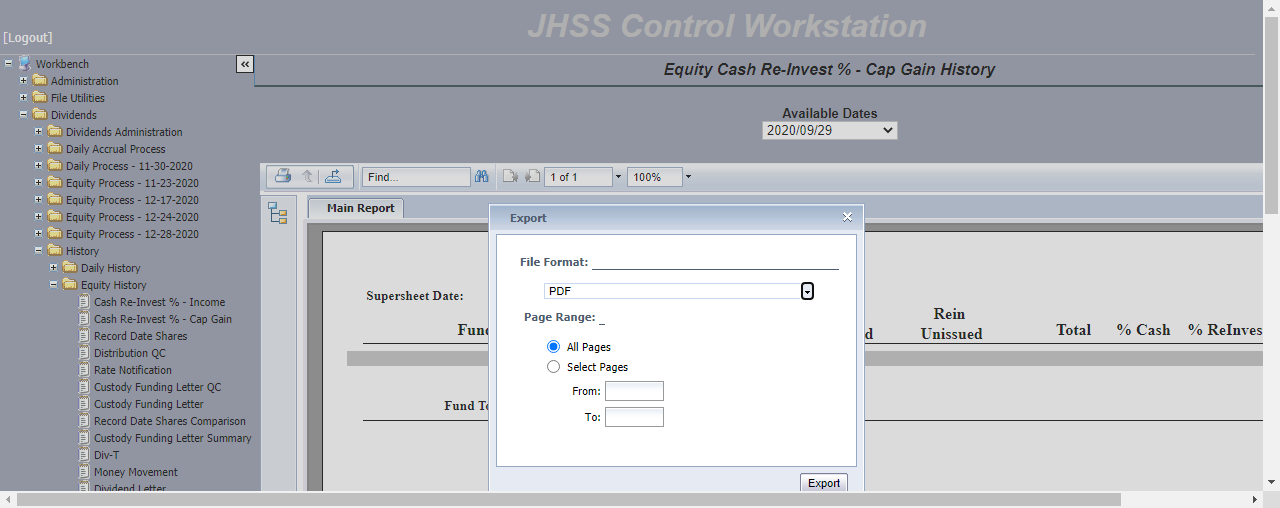 JHSS Control Workstation
[Logout]
Workbench
Administration
File Utilities
Dividends
Dividends Administration
Daily Accrual Process
Daily Process - 11-30-2020
Equity Process - 11-23-2020
Equity Process - 12-17-2020
Equity Process - 12-24-2020
Equity Process - 12-28-2020
History
Daily History
Equity History
Cash Re-Invest % - Income
Cash Re-Invest % - Cap Gain
Record Date Shares
Distribution QC
Rate Notification
Custody Funding Letter QC
Custody Funding Letter
Record Date Shares Comparison
Custody Funding Letter Summary
Div-T
Money Movement
Dividend Letter
«
Equity Cash Re-Invest % - Cap Gain History
Available Dates
2020/09/29
Find...
1 of 1
100%
Main Report
Supersheet Date:
Rein
Fun
d
Unissued
Total
% Cash
% ReInves
Fund To
Export
File Format:
PDF
Page Range:
All Pages
Select Pages
From:
To:
Export